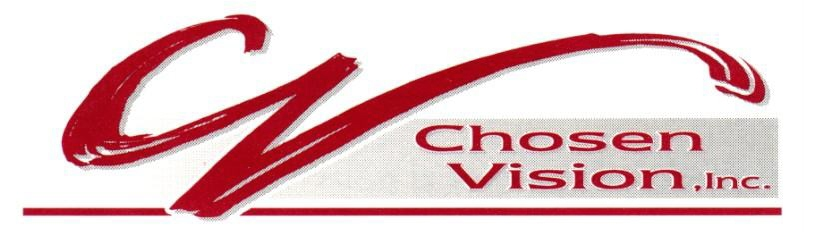 CV
Chosen
Vision, Inc.